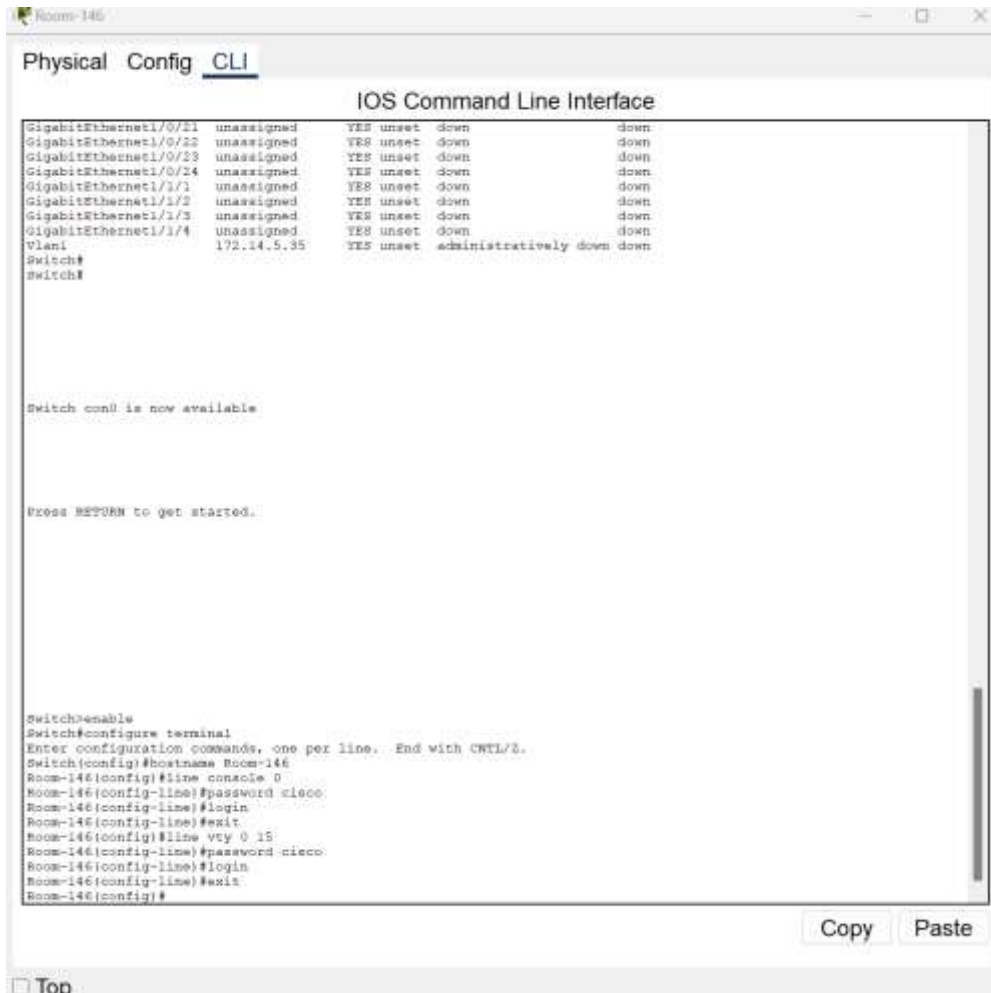 Room-146
Physical Config CLI
IOS Command Line Interface
GigabitEthernet1/0/21 unassigned YES unset down down
GigabitEthernet1/0/22 unassigned YES unset down down
GigabitEthernet1/0/23 unassigned YES unset down down
GigabitEthernet1/0/24 unassigned YES unset down down
GigabitEthernet1/1/1 unassigned YES unset down down
GigabitEthernet1/1/2 unassigned YES unset down down
GigabitEthernet1/1/3 unassigned YES unset down down
GigabitEthernet1/1/4 unassigned YES unset down down
Vlan1 172.14.5.35 YES unset administratively down down
Switch#
Switch#
Switch con0 is now available
Press RETURN to get started.
Switch>enable
Switch#configure terminal
Enter configuration commands, one per line. End with CNTL/Z.
Switch(config)#hostname Room-146
Room-146(config)#line console 0
Room-146(config-line)#password cisco
Room-146(config-line)#login
Room-146(config-line)#exit
Room-146(config)#line vty 0 15
Room-146(config-line)#password cisco
Room-146(config-line)#login
Room-146(config-line)#exit
Room-146(config)#
Copy Paste
Top